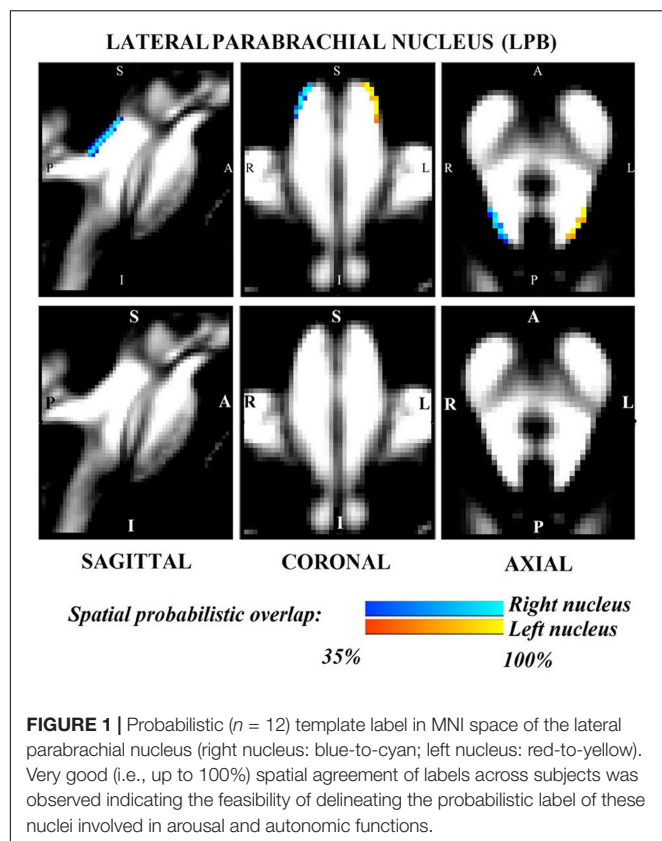 LATERAL PARABRACHIAL NUCLEUS (LPB)
S S A
P A R L R L
I I P
S S A
P A R L R L
I I P
SAGITTAL CORONAL AXIAL
Spatial probabilistic overlap: Right nucleus
Left nucleus
35% 100%
FIGURE 1 | Probabilistic (n = 12) template label in MNI space of the lateral
parabrachial nucleus (right nucleus: blue-to-cyan; left nucleus: red-to-yellow).
Very good (i.e., up to 100%) spatial agreement of labels across subjects was
observed indicating the feasibility of delineating the probabilistic label of these
nuclei involved in arousal and autonomic functions.